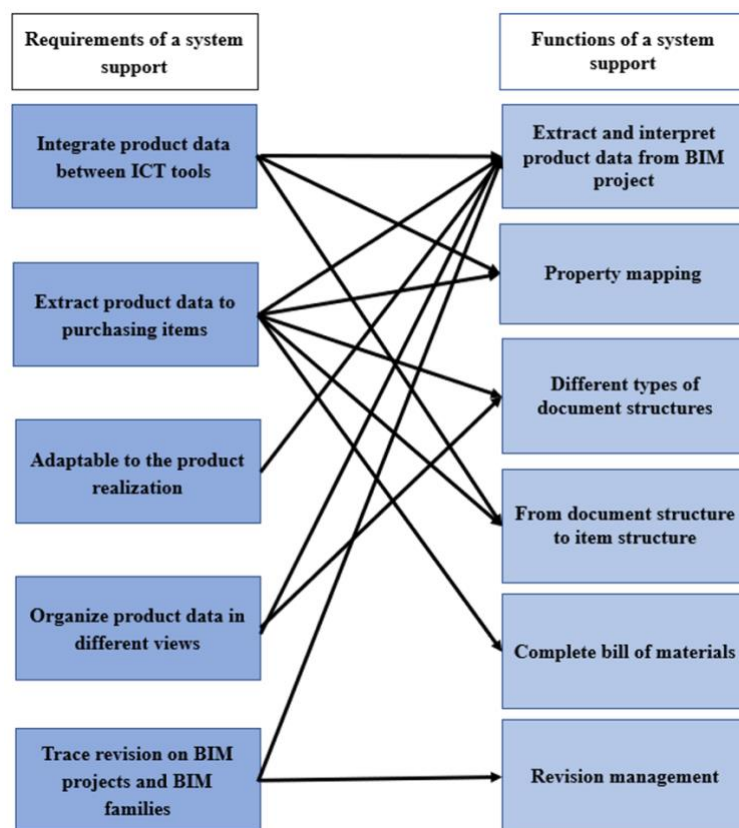 Requirements of a system
support
Integrate product data
between ICT tools
Extract product data to
purchasing items
Adaptable to the product
realization
Organize product data in
different views
Trace revision on BIM
projects and BIM
families
Functions of a system
support
Extract and interpret
product data from BIM
project
Property mapping
Different types of
document structures
From document structure
to item structure
Complete bill of materials
Revision management